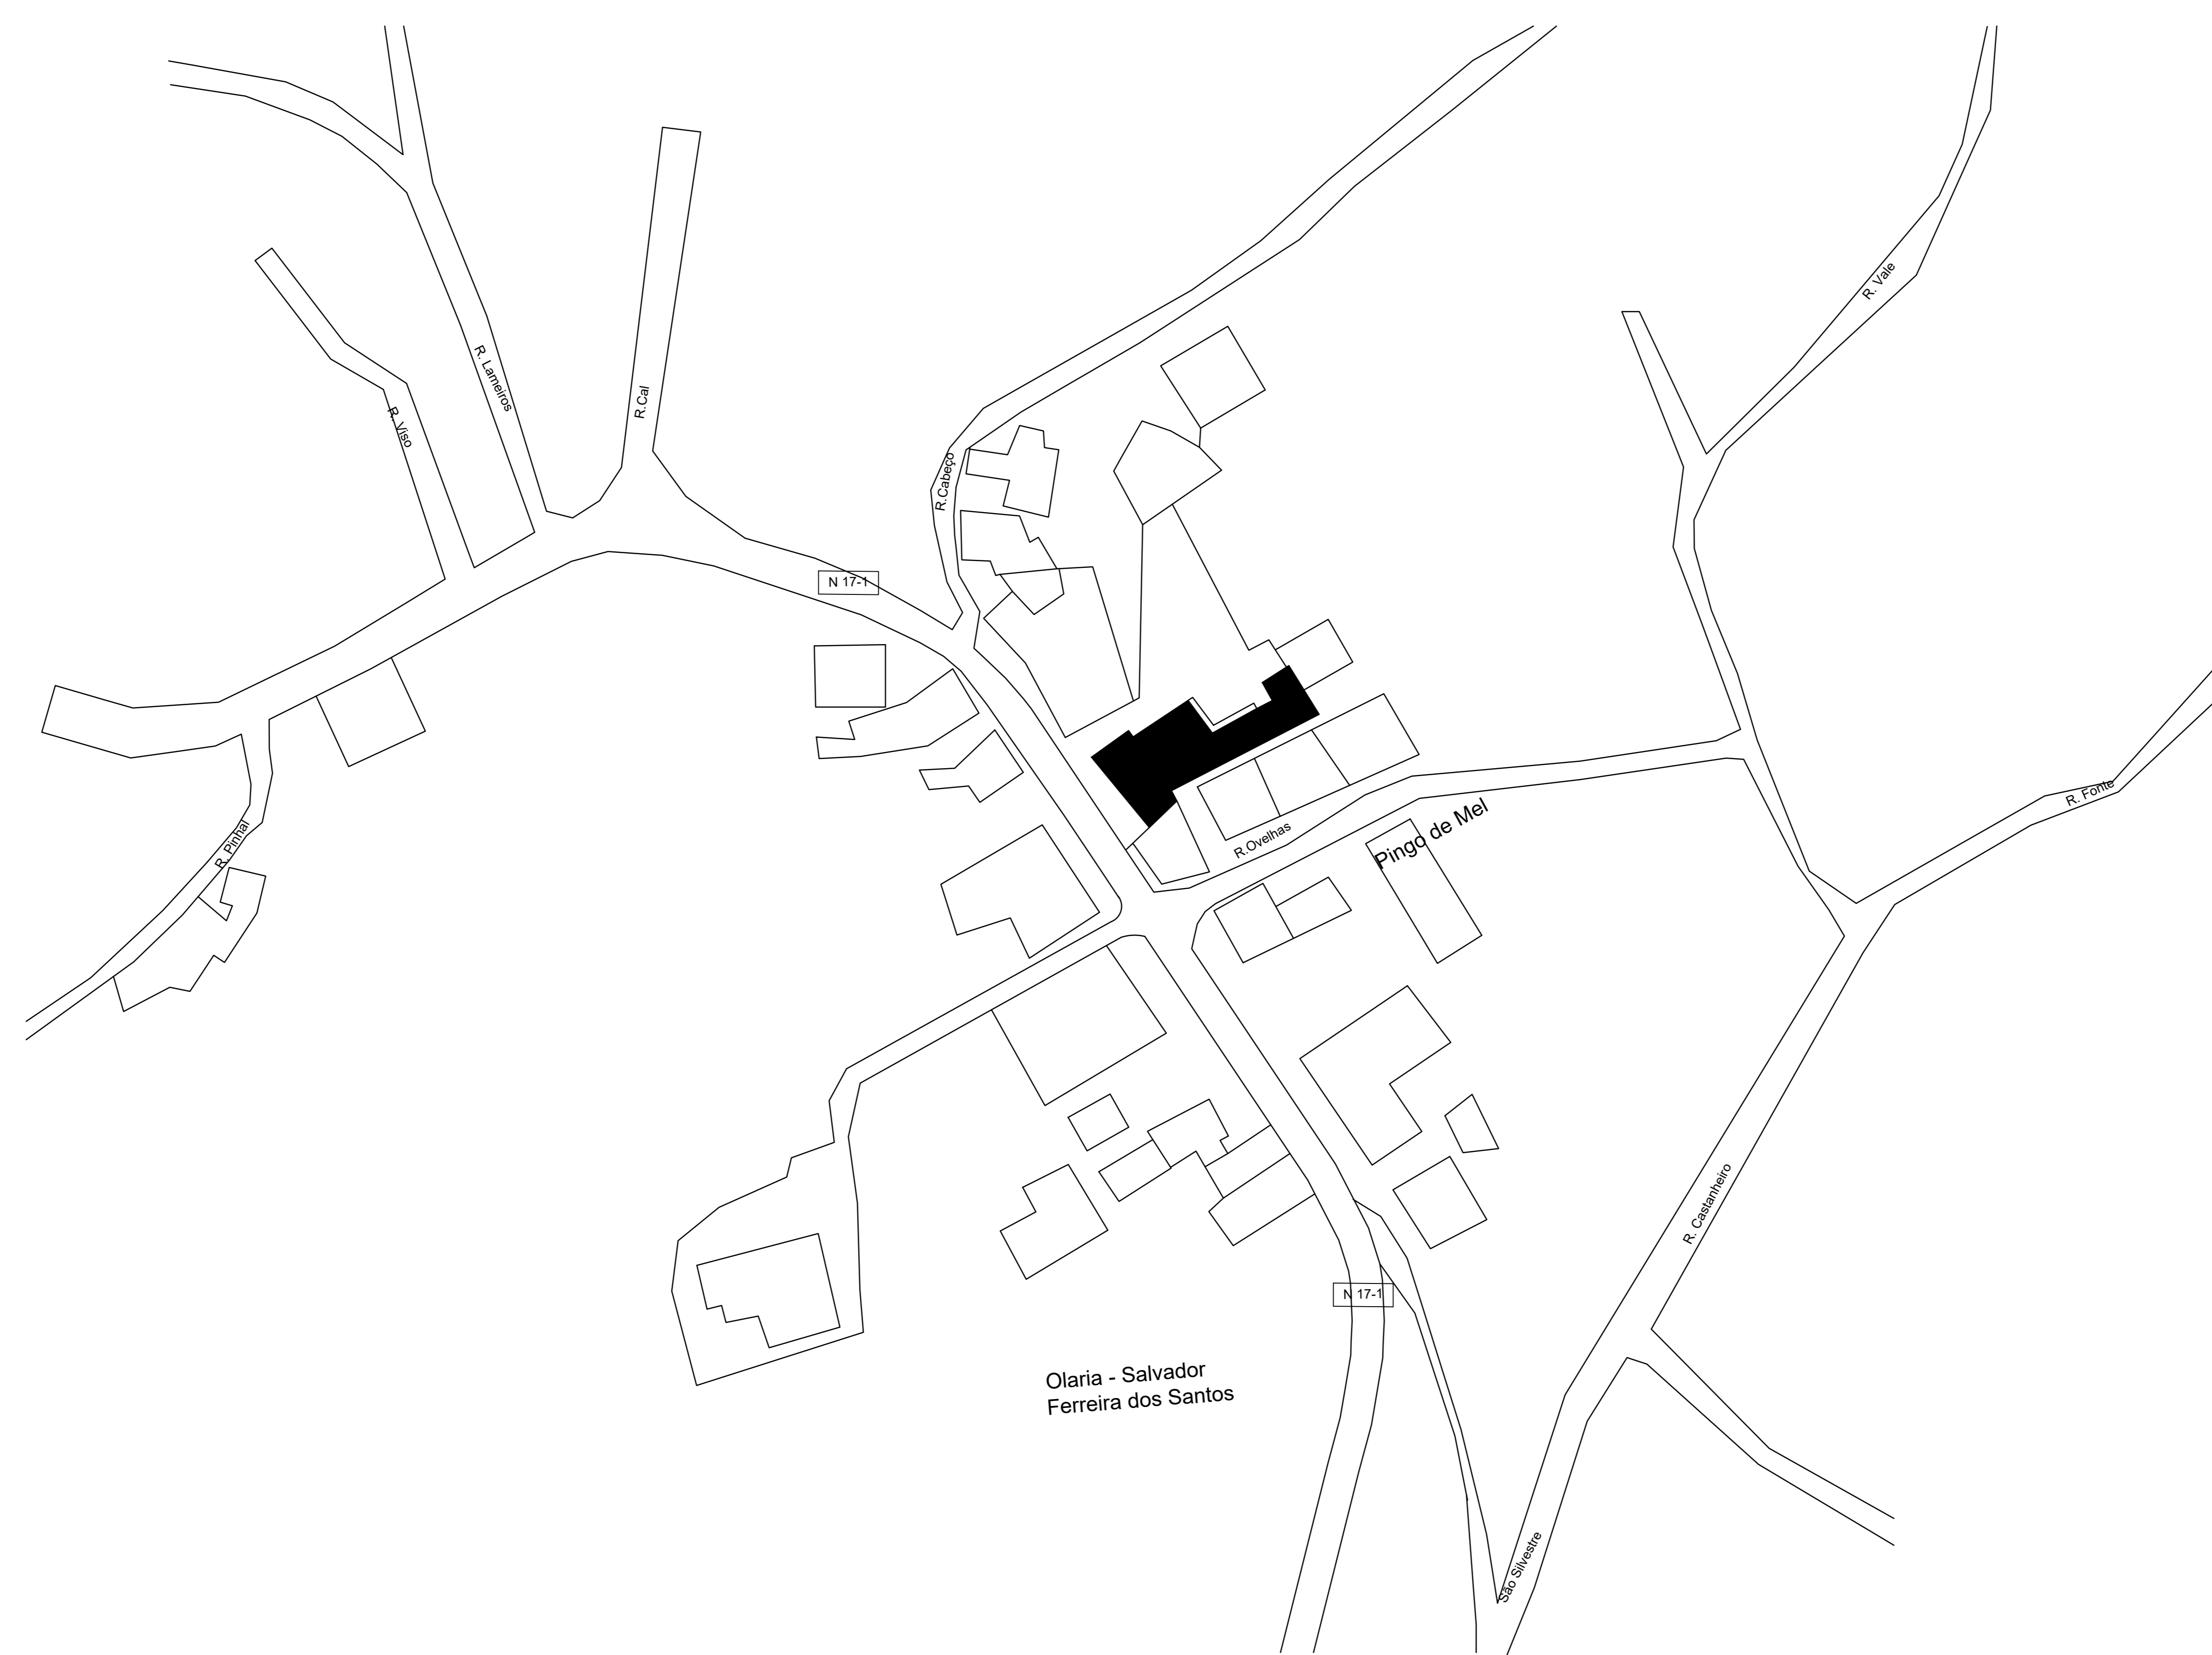 R. Vale
R. Lameiros
R.Cal
R. Viso
R.Cabeço
N 17-1
R. Fonte
R. Pinhal
R.Ovelhas
Pingo de Mel
R. Castanheiro
N 17-1
Olaria - Salvador
Ferreira dos Santos
São Silvestre